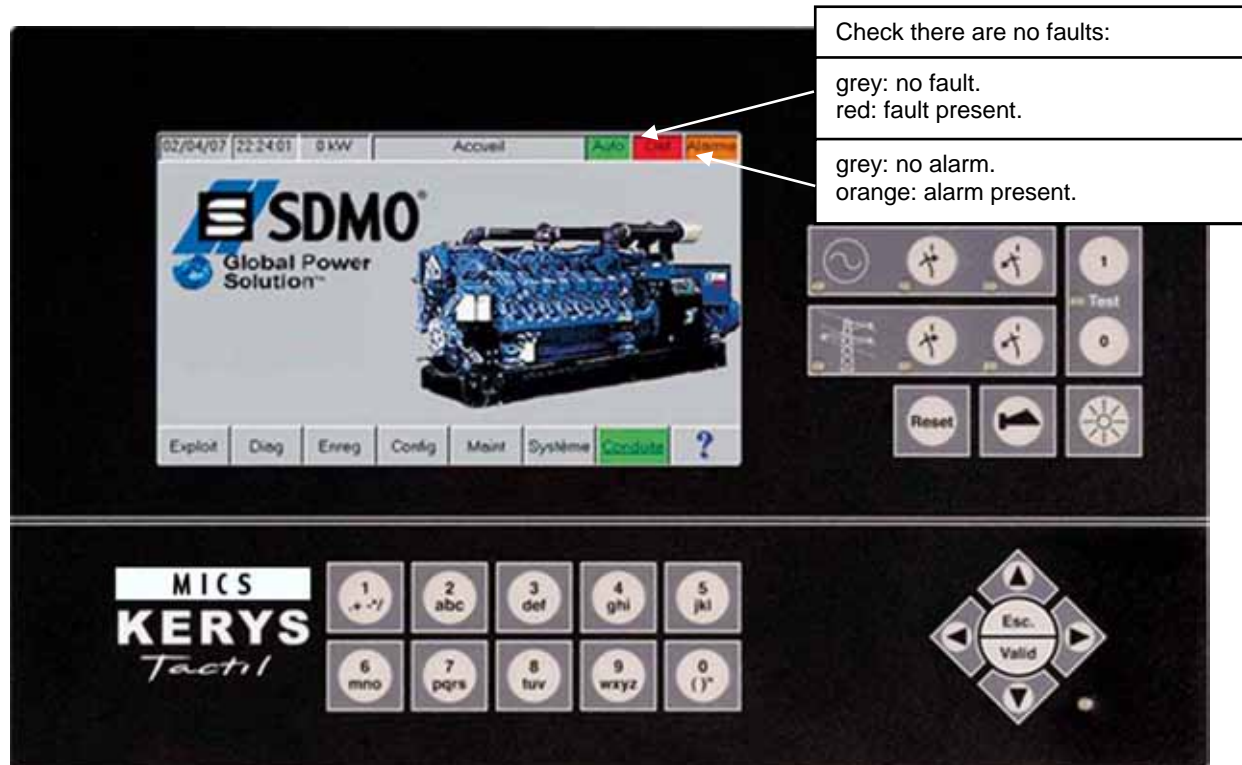 Check there are no faults:
grey: no fault.
red: fault present.
grey: no alarm.
orange: alarm present.
02/04/07 22:24:01 0 kW Accueil Auto Def Alarme
SDMO®
Global Power
Solution™
Exploit Diag Enreg Config Maint Système Conduite ?
1
Test
0
Reset
MICS
KERYS
Tactil
1 2 3 4 5
.+ -*/ abc def ghi jkl
6 7 8 9 0
mno pqrs tuv wxyz ( )"
Esc.
Valid